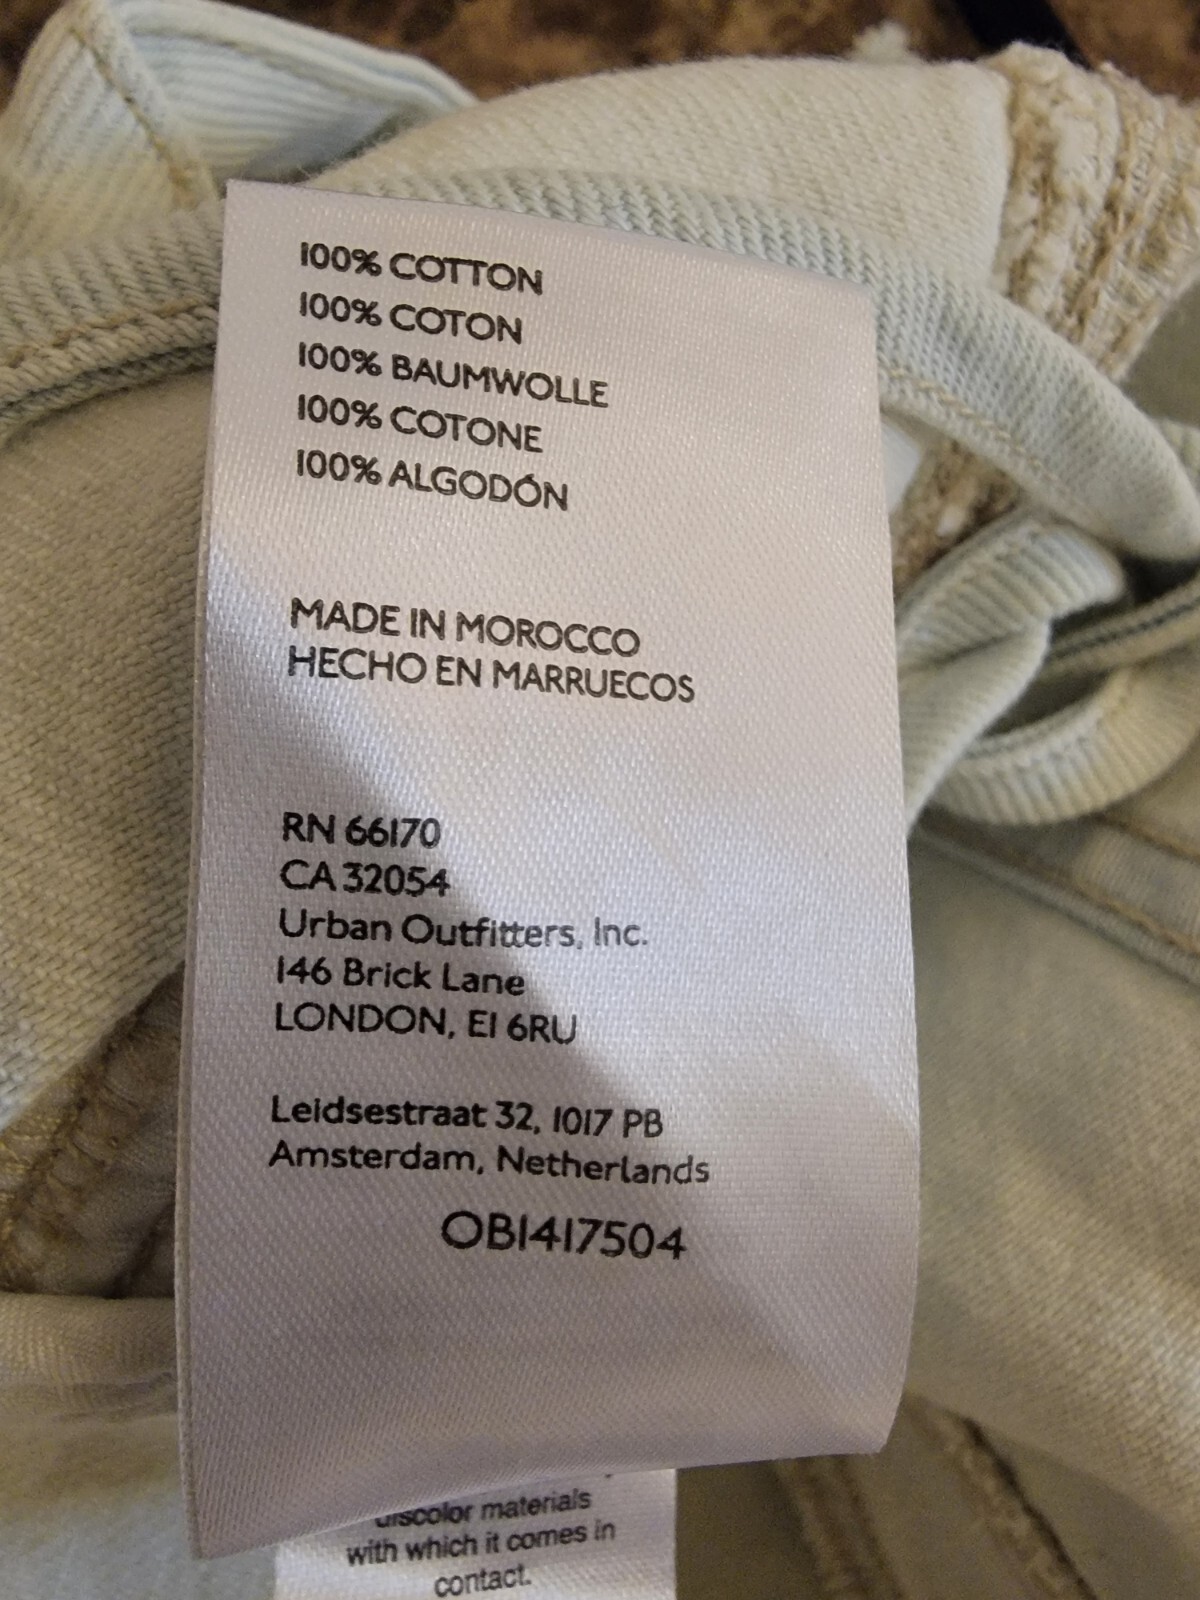 100% COTTON
100% COTON
100% BAUMWOLLE
100% COTONE
100% ALGODÓN
MADE IN MOROCCO
HECHO EN MARRUECOS
RN 66170
CA 32054
Urban Outfitters, Inc.
146 Brick Lane
LONDON, E1 6RU
Leidsestraat 32, 1017 PB
Amsterdam, Netherlands
OB1417504
discolor materials
with which it comes in
contact.